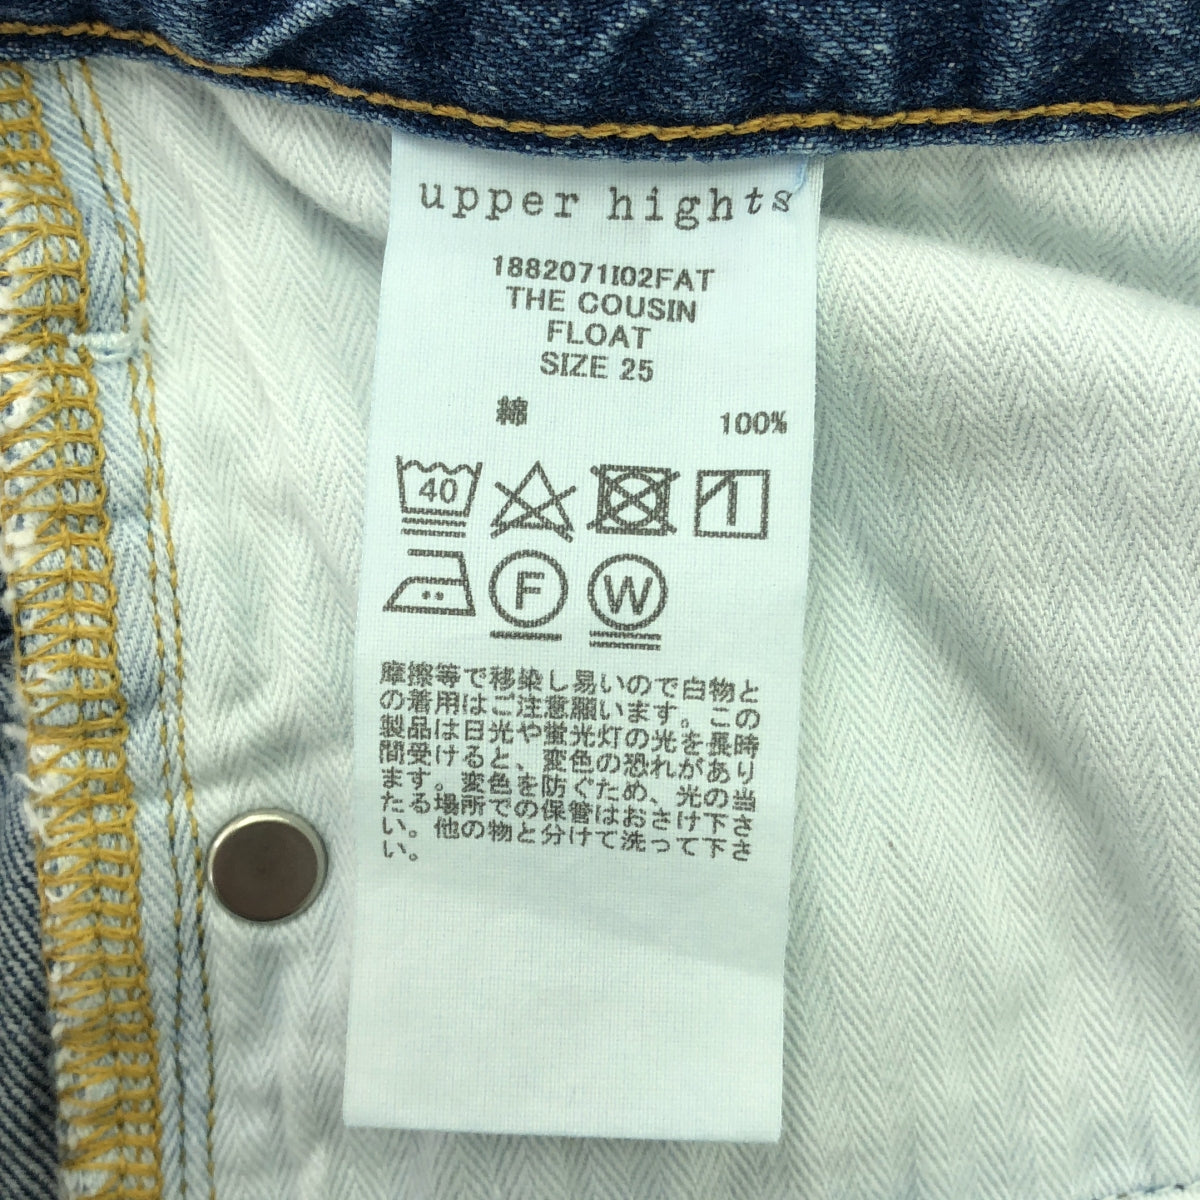 upper hights
1882071I02FAT
THE COUSIN
FLOAT
SIZE 25
綿 100%
40
F W
摩擦等で移染し易いので白物と
の着用はご注意願います。この
製品は日光や蛍光灯の光を長時
間受けると、変色の恐れがあり
ます。変色を防ぐため、光の当
たる場所での保管はおさけ下さ
い。他の物と分けて洗って下さ
い。